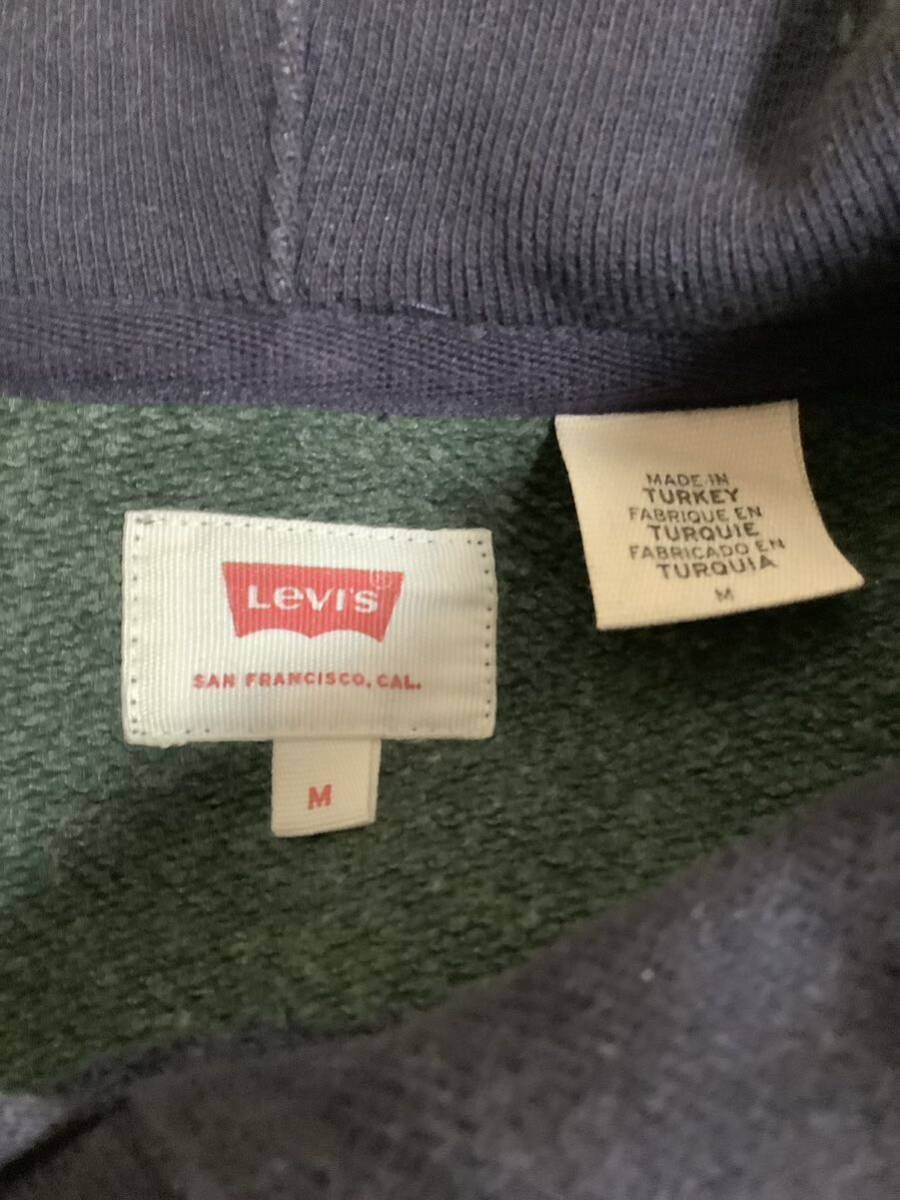 Levi's®
SAN FRANCISCO, CAL.
M
MADE IN
TURKEY
FABRIQUE EN
TURQUIE
FABRICADO EN
TURQUIA
M